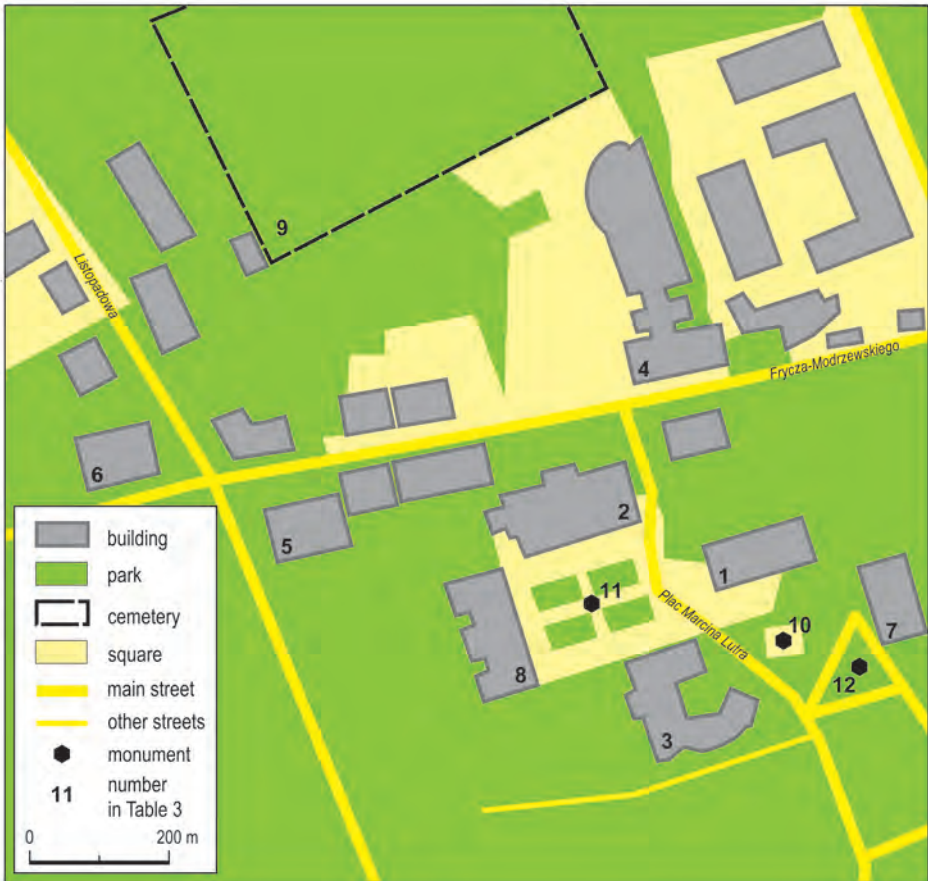 9
Listopadowa
4
Frycza-Modrzewskiego
6
5
2
1
11
Plac Marcina Lutra
10
7
12
8
3
building
park
cemetery
square
main street
other streets
monument
11 number
in Table 3
0 200 m